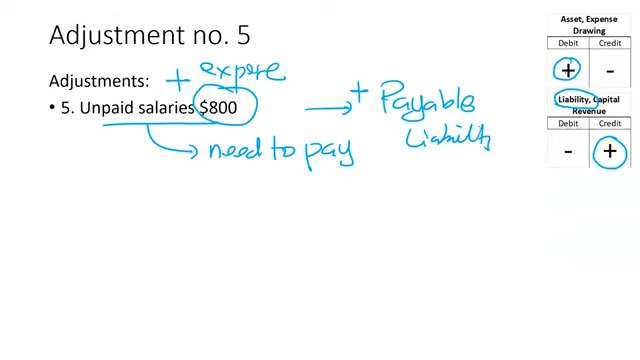 Adjustment no. 5
Adjustments:
+ expense
• 5. Unpaid salaries $800
+ Payable
Liability
need to pay
Asset, Expense
Drawing
Debit Credit
+ -
Liability, Capital
Revenue
Debit Credit
- +